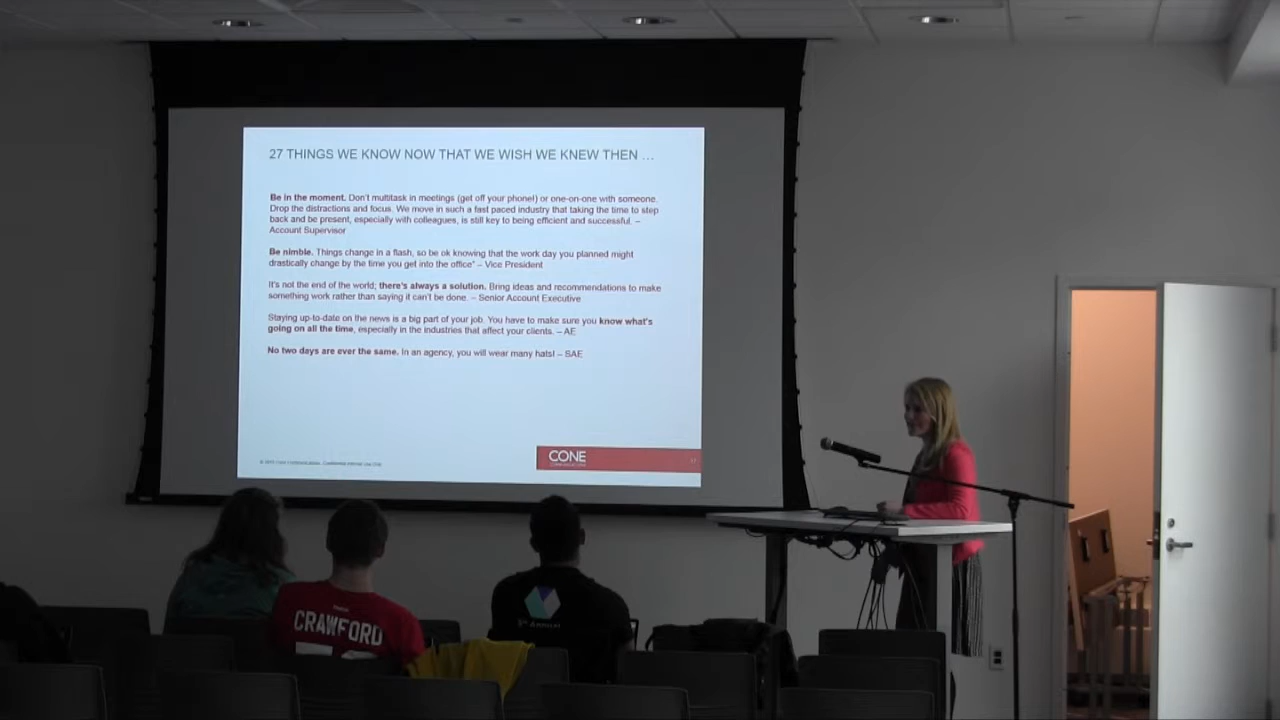 27 THINGS WE KNOW NOW THAT WE WISH WE KNEW THEN …
Be in the moment. Don't multitask in meetings (get off your phone!) or one-on-one with someone.
Drop the distractions and focus. We move in such a fast paced industry that taking the time to step
back and be present, especially with colleagues, is still key to being efficient and successful. –
Account Supervisor
Be nimble. Things change in a flash, so be ok knowing that the work day you planned might
drastically change by the time you get into the office" – Vice President
It's not the end of the world; there's always a solution. Bring ideas and recommendations to make
something work rather than saying it can't be done. – Senior Account Executive
Staying up-to-date on the news is a big part of your job. You have to make sure you know what's
going on all the time, especially in the industries that affect your clients. – AE
No two days are ever the same. In an agency, you will wear many hats! – SAE
CONE
CRAWFORD